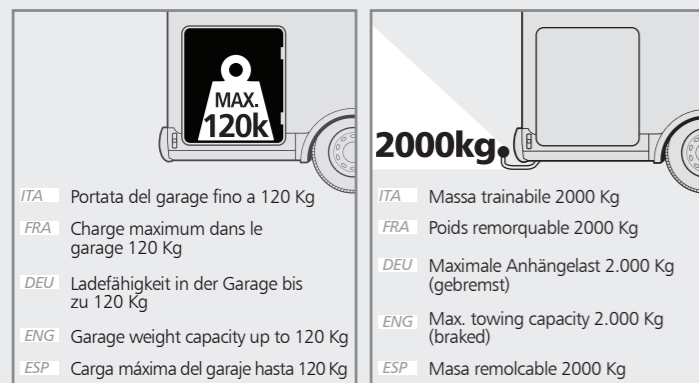 MAX.
120k
ITA Portata del garage fino a 120 Kg
FRA Charge maximum dans le
garage 120 Kg
DEU Ladefähigkeit in der Garage bis
zu 120 Kg
ENG Garage weight capacity up to 120 Kg
ESP Carga máxima del garaje hasta 120 Kg
2000kg
ITA Massa trainabile 2000 Kg
FRA Poids remorquable 2000 Kg
DEU Maximale Anhängelast 2.000 Kg
(gebremst)
ENG Max. towing capacity 2.000 Kg
(braked)
ESP Masa remolcable 2000 Kg